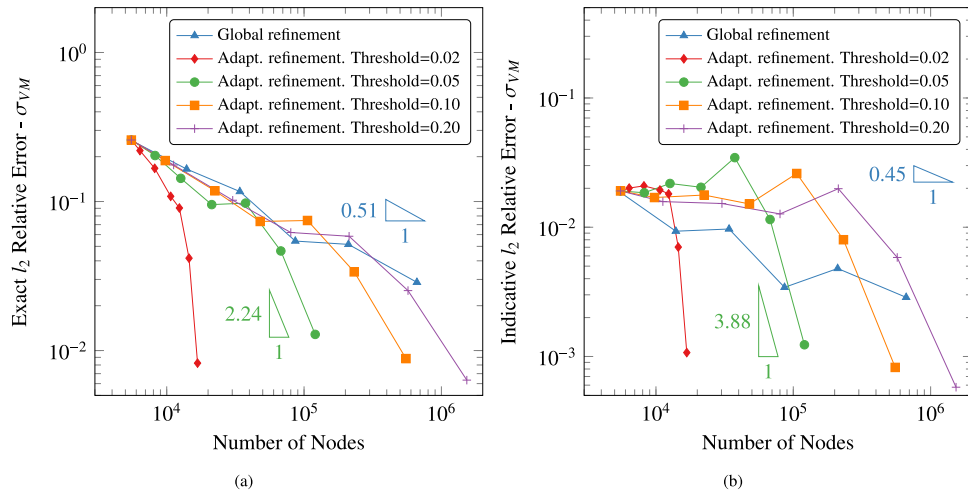 Global refinement
Adapt. refinement. Threshold=0.02
Adapt. refinement. Threshold=0.05
Adapt. refinement. Threshold=0.10
Adapt. refinement. Threshold=0.20
10^0
10^{-1}
10^{-2}
Exact l_2 Relative Error - σ_{VM}
0.51
1
2.24
1
10^4
10^5
10^6
Number of Nodes
(a)
Global refinement
Adapt. refinement. Threshold=0.02
Adapt. refinement. Threshold=0.05
Adapt. refinement. Threshold=0.10
Adapt. refinement. Threshold=0.20
10^{-1}
10^{-2}
10^{-3}
Indicative l_2 Relative Error - σ_{VM}
0.45
1
3.88
1
10^4
10^5
10^6
Number of Nodes
(b)